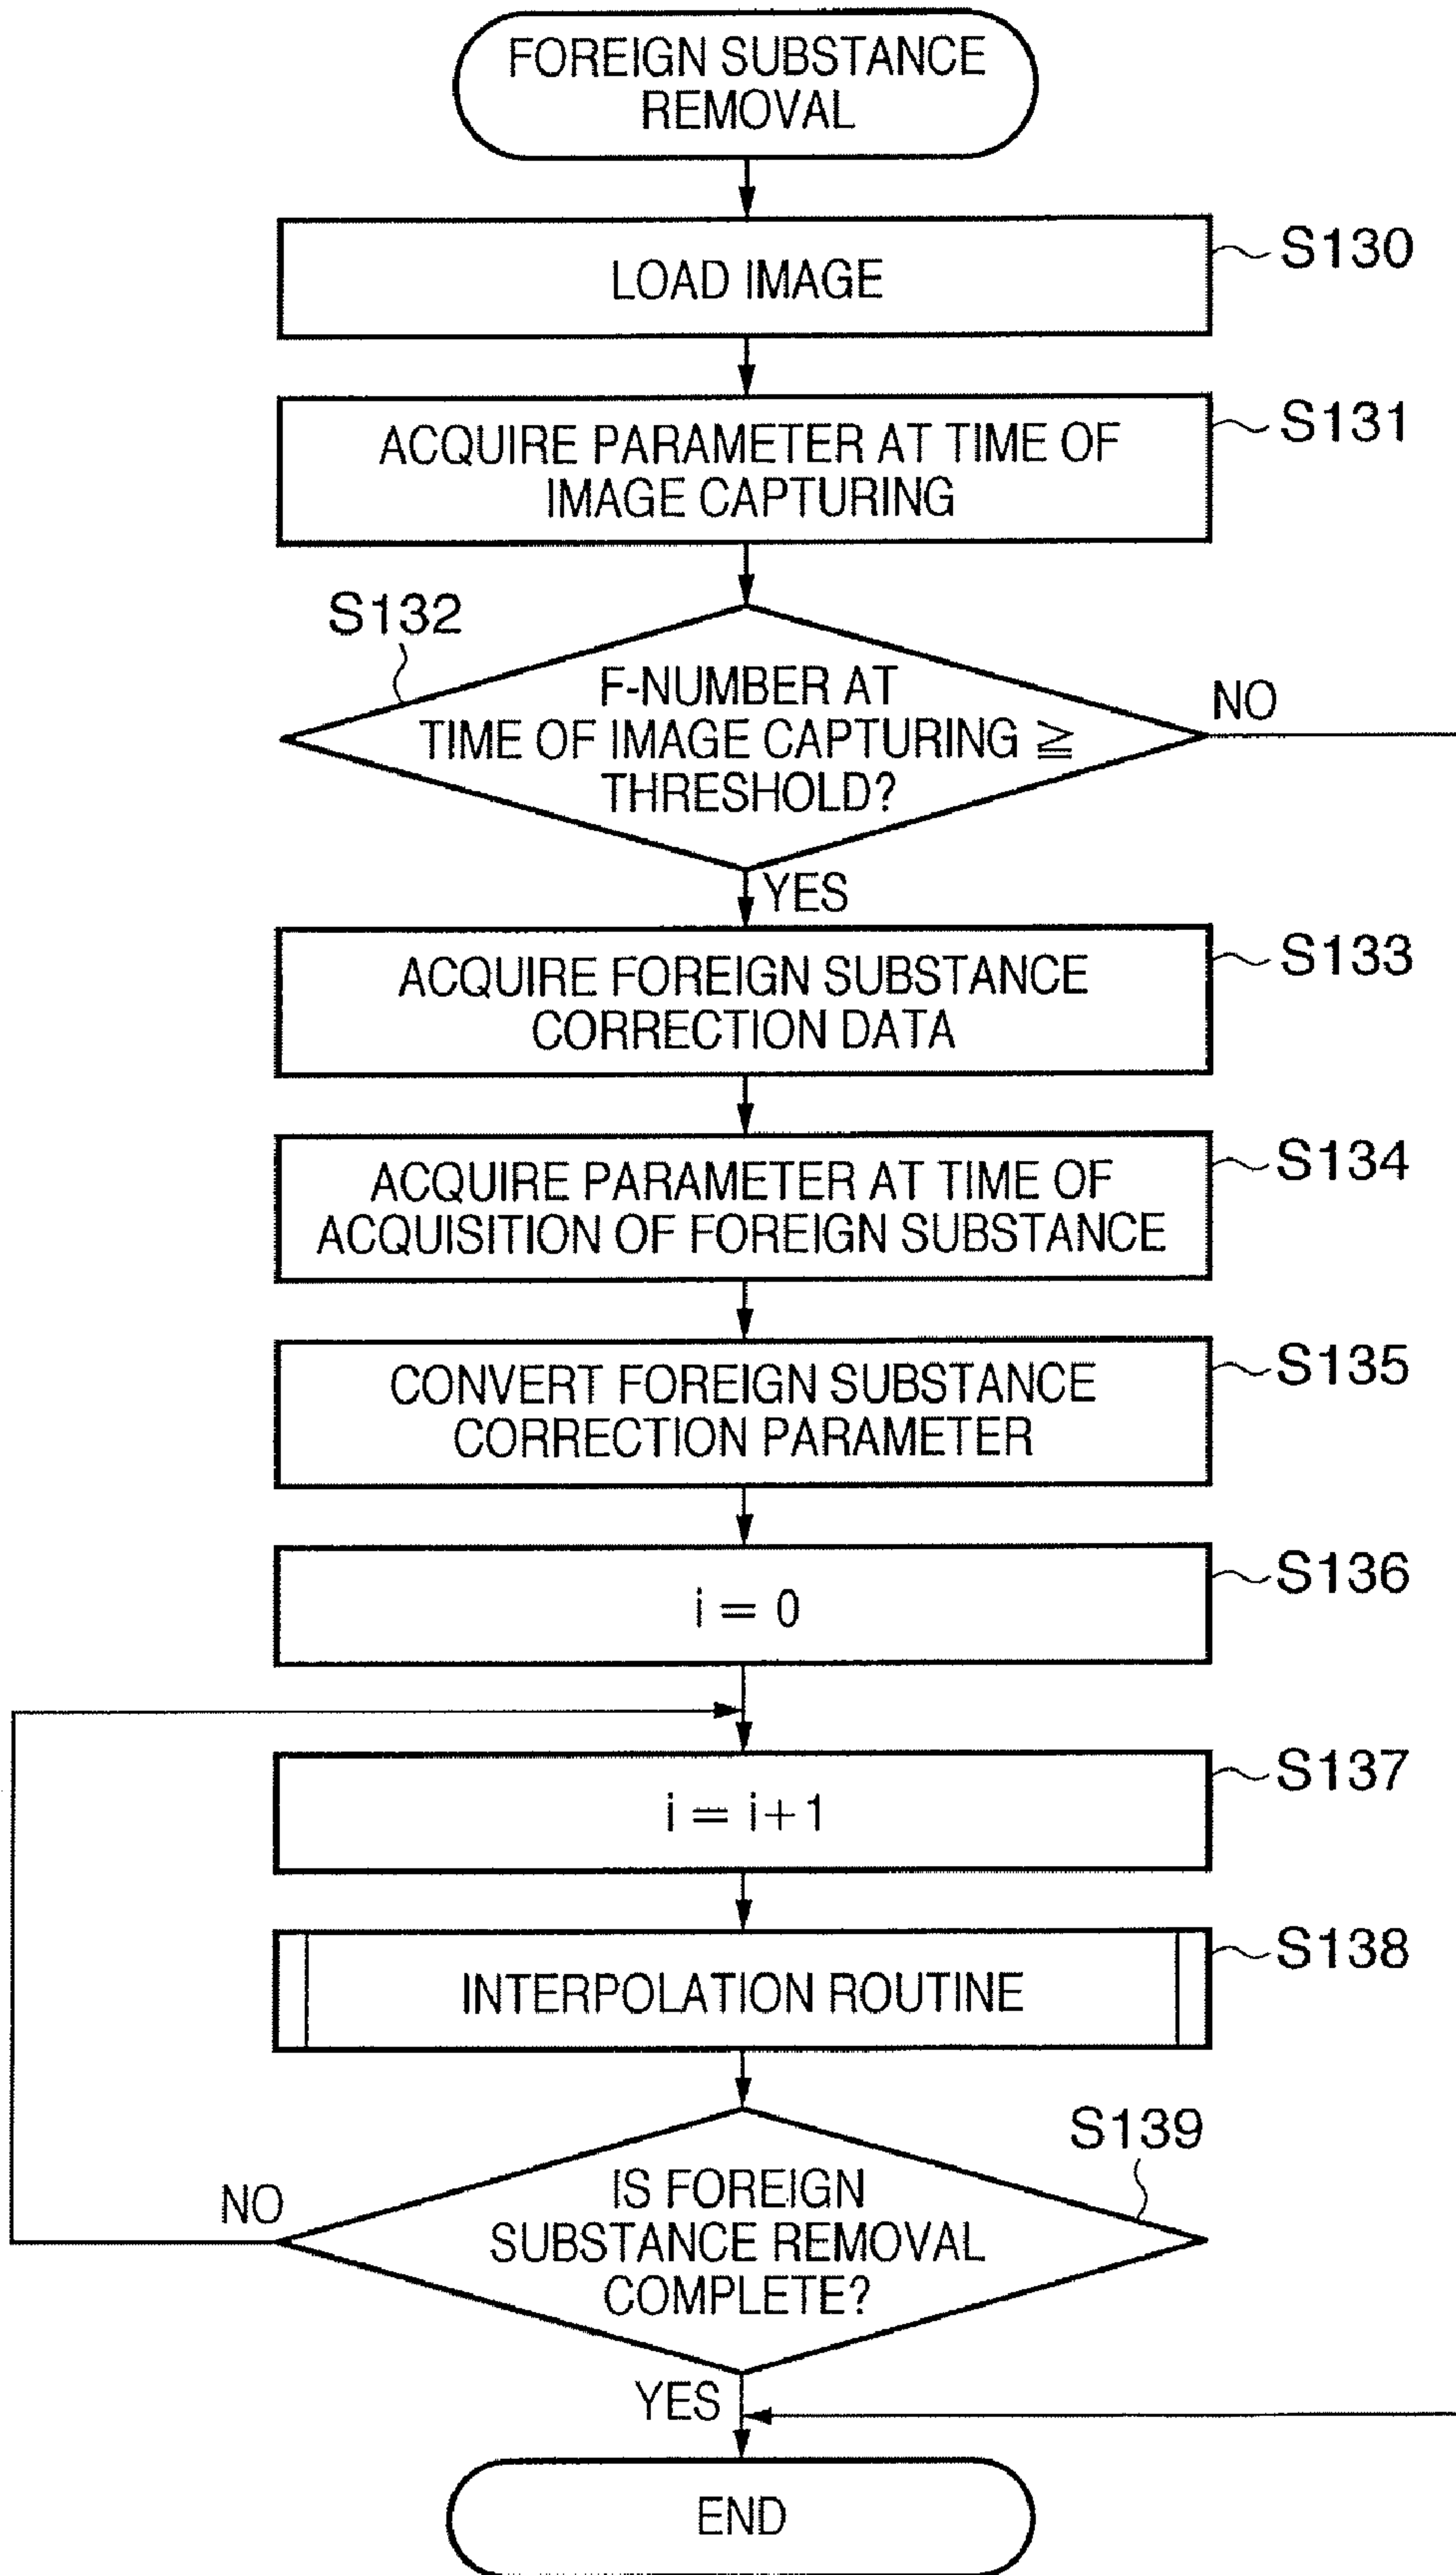 FOREIGN SUBSTANCE
REMOVAL
LOAD IMAGE
S130
ACQUIRE PARAMETER AT TIME OF
IMAGE CAPTURING
S131
S132
F-NUMBER AT
TIME OF IMAGE CAPTURING ≧
THRESHOLD?
NO
YES
ACQUIRE FOREIGN SUBSTANCE
CORRECTION DATA
S133
ACQUIRE PARAMETER AT TIME OF
ACQUISITION OF FOREIGN SUBSTANCE
S134
CONVERT FOREIGN SUBSTANCE
CORRECTION PARAMETER
S135
i = 0
S136
i = i+1
S137
INTERPOLATION ROUTINE
S138
S139
IS FOREIGN
SUBSTANCE REMOVAL
COMPLETE?
NO
YES
END